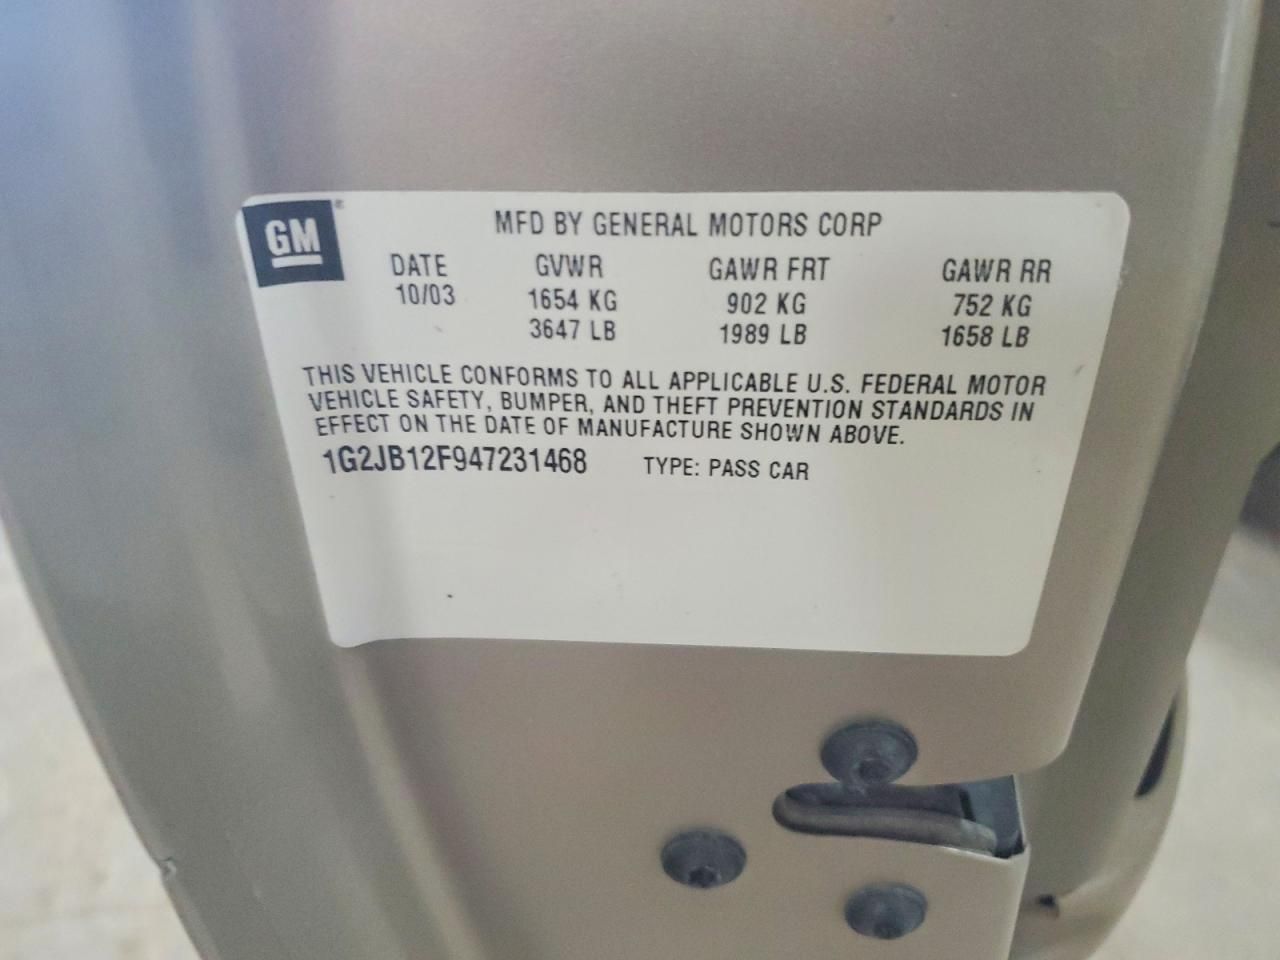 GM®
MFD BY GENERAL MOTORS CORP
DATE GVWR GAWR FRT GAWR RR
10/03 1654 KG 902 KG 752 KG
3647 LB 1989 LB 1658 LB
THIS VEHICLE CONFORMS TO ALL APPLICABLE U.S. FEDERAL MOTOR
VEHICLE SAFETY, BUMPER, AND THEFT PREVENTION STANDARDS IN
EFFECT ON THE DATE OF MANUFACTURE SHOWN ABOVE.
1G2JB12F947231468 TYPE: PASS CAR